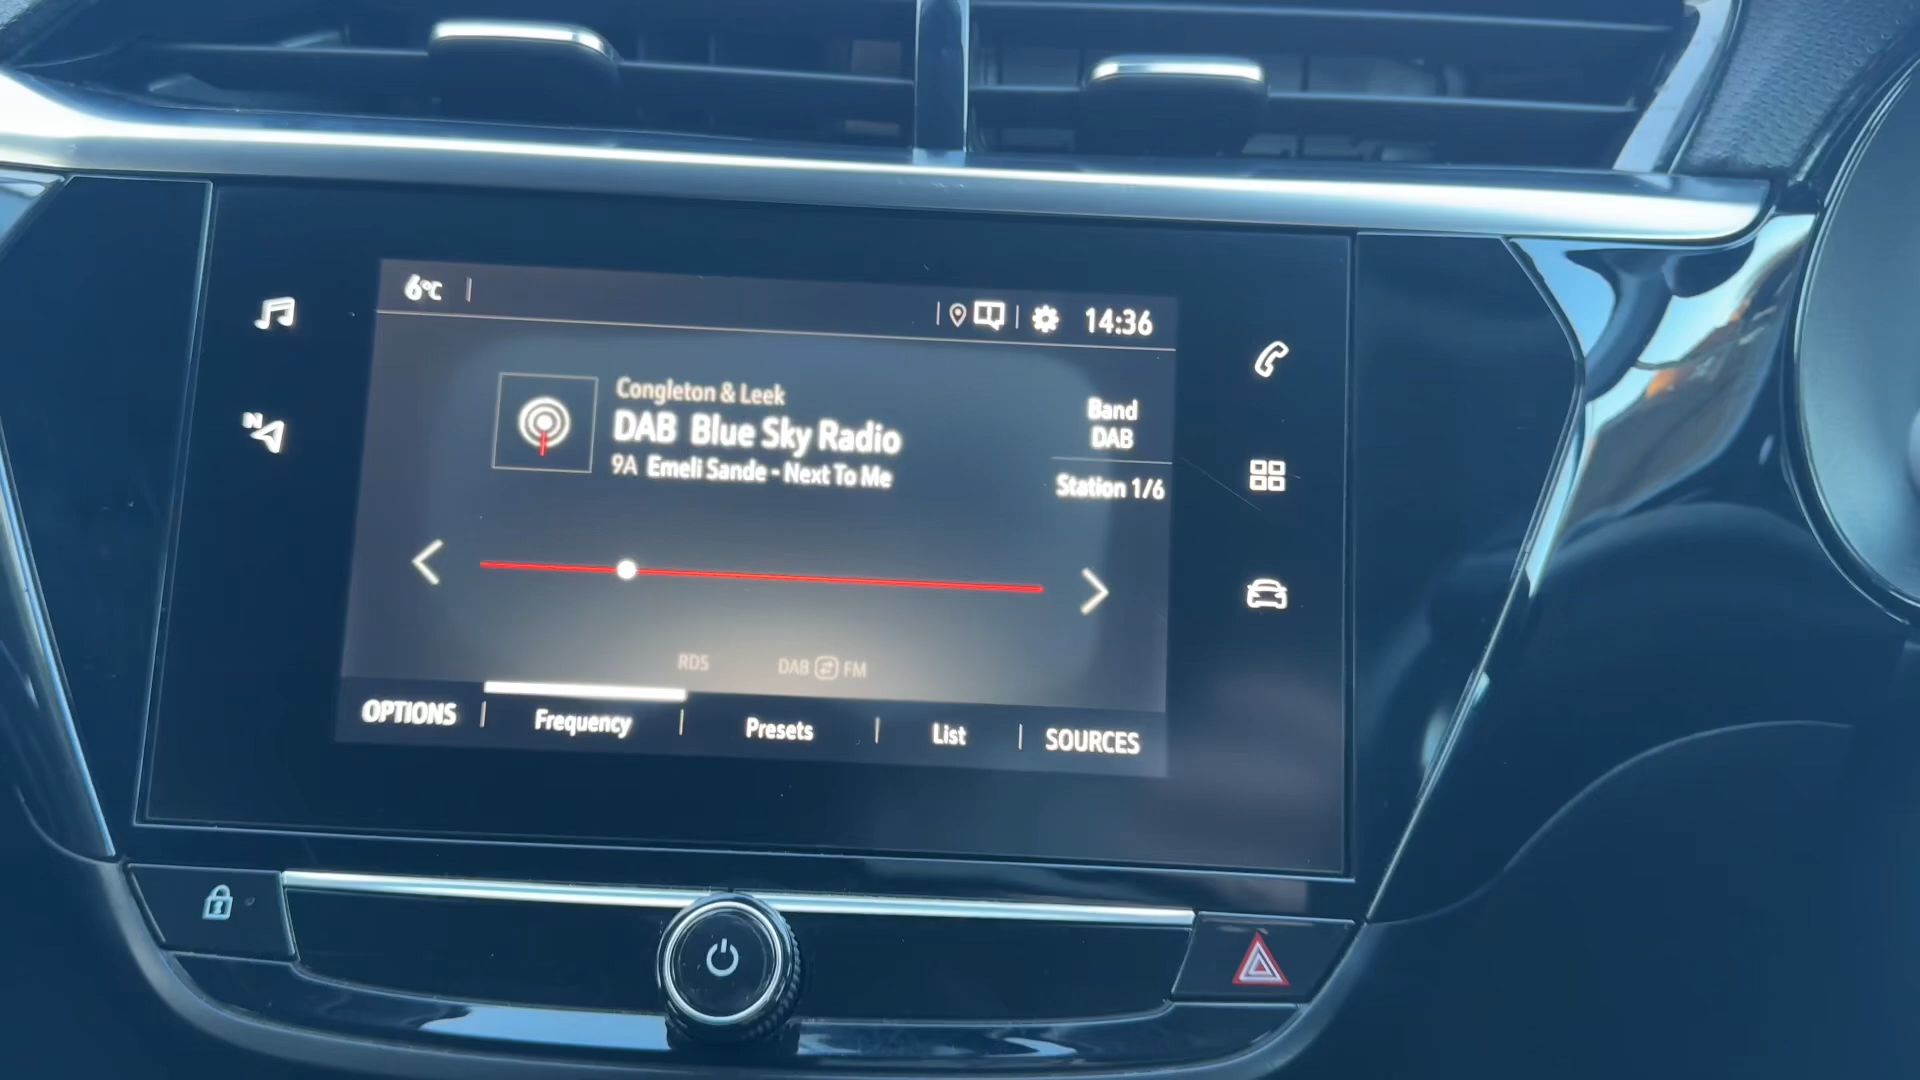 6°C
14:36
Congleton & Leek
DAB Blue Sky Radio
9A Emeli Sande - Next To Me
Band
DAB
Station 1/6
N
RDS
DAB FM
OPTIONS
Frequency
Presets
List
SOURCES